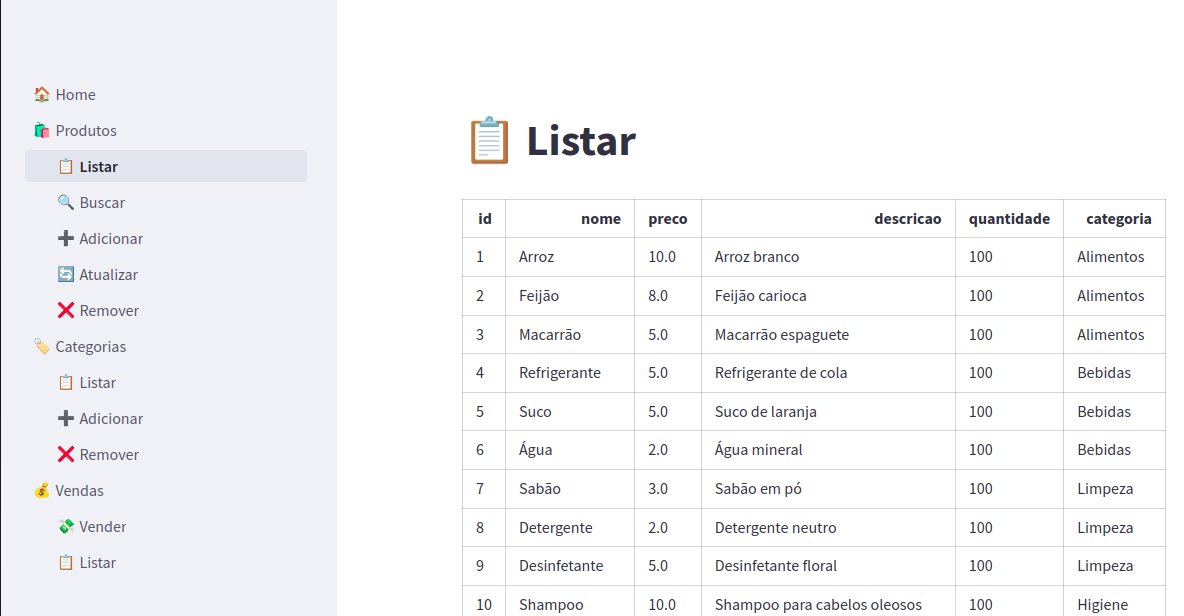 🏠 Home
🛍️ Produtos
📋 Listar
🔍 Buscar
➕ Adicionar
🔄 Atualizar
❌ Remover
🏷️ Categorias
📋 Listar
➕ Adicionar
❌ Remover
💰 Vendas
💸 Vender
📋 Listar
📋 Listar
id nome preco descricao quantidade categoria
1 Arroz 10.0 Arroz branco 100 Alimentos
2 Feijão 8.0 Feijão carioca 100 Alimentos
3 Macarrão 5.0 Macarrão espaguete 100 Alimentos
4 Refrigerante 5.0 Refrigerante de cola 100 Bebidas
5 Suco 5.0 Suco de laranja 100 Bebidas
6 Água 2.0 Água mineral 100 Bebidas
7 Sabão 3.0 Sabão em pó 100 Limpeza
8 Detergente 2.0 Detergente neutro 100 Limpeza
9 Desinfetante 5.0 Desinfetante floral 100 Limpeza
10 Shampoo 10.0 Shampoo para cabelos oleosos 100 Higiene